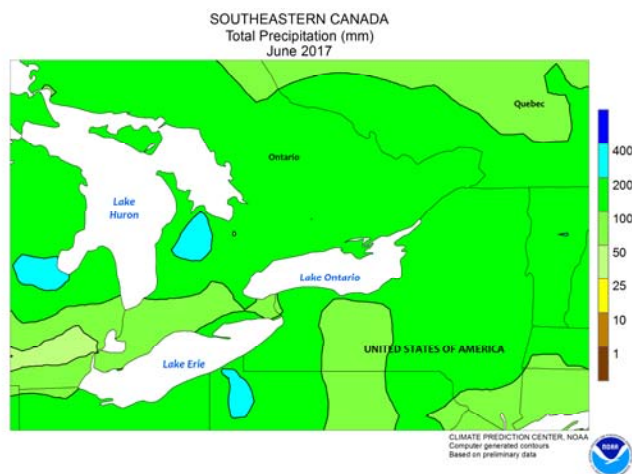 SOUTHEASTERN CANADA
Total Precipitation (mm)
June 2017
Quebec
Ontario
Lake
Huron
Lake Ontario
UNITED STATES OF AMERICA
Lake Erie
400
200
100
50
25
10
1
CLIMATE PREDICTION CENTER, NOAA
Computer generated contours
Based on preliminary data
NOAA